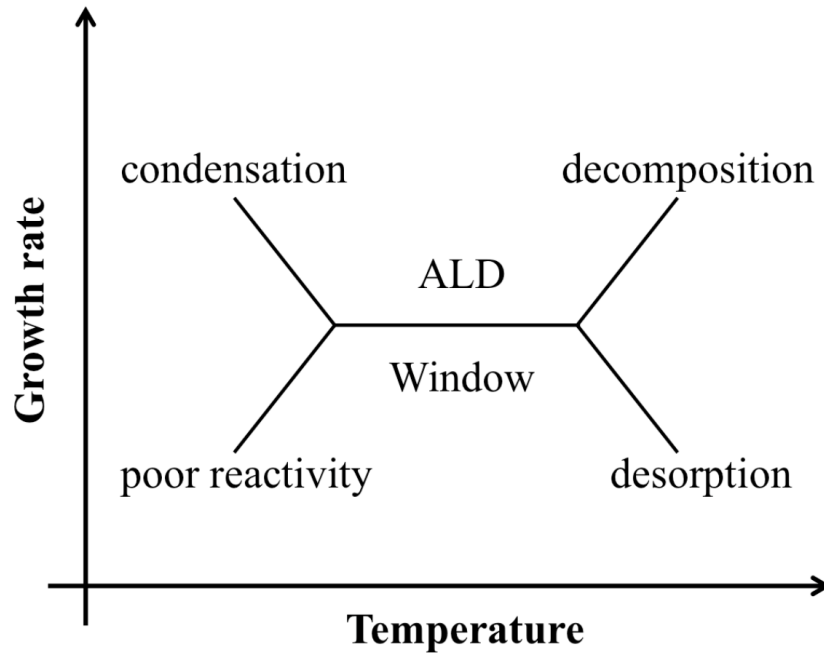 condensation
decomposition
ALD
Window
poor reactivity
desorption
Growth rate
Temperature